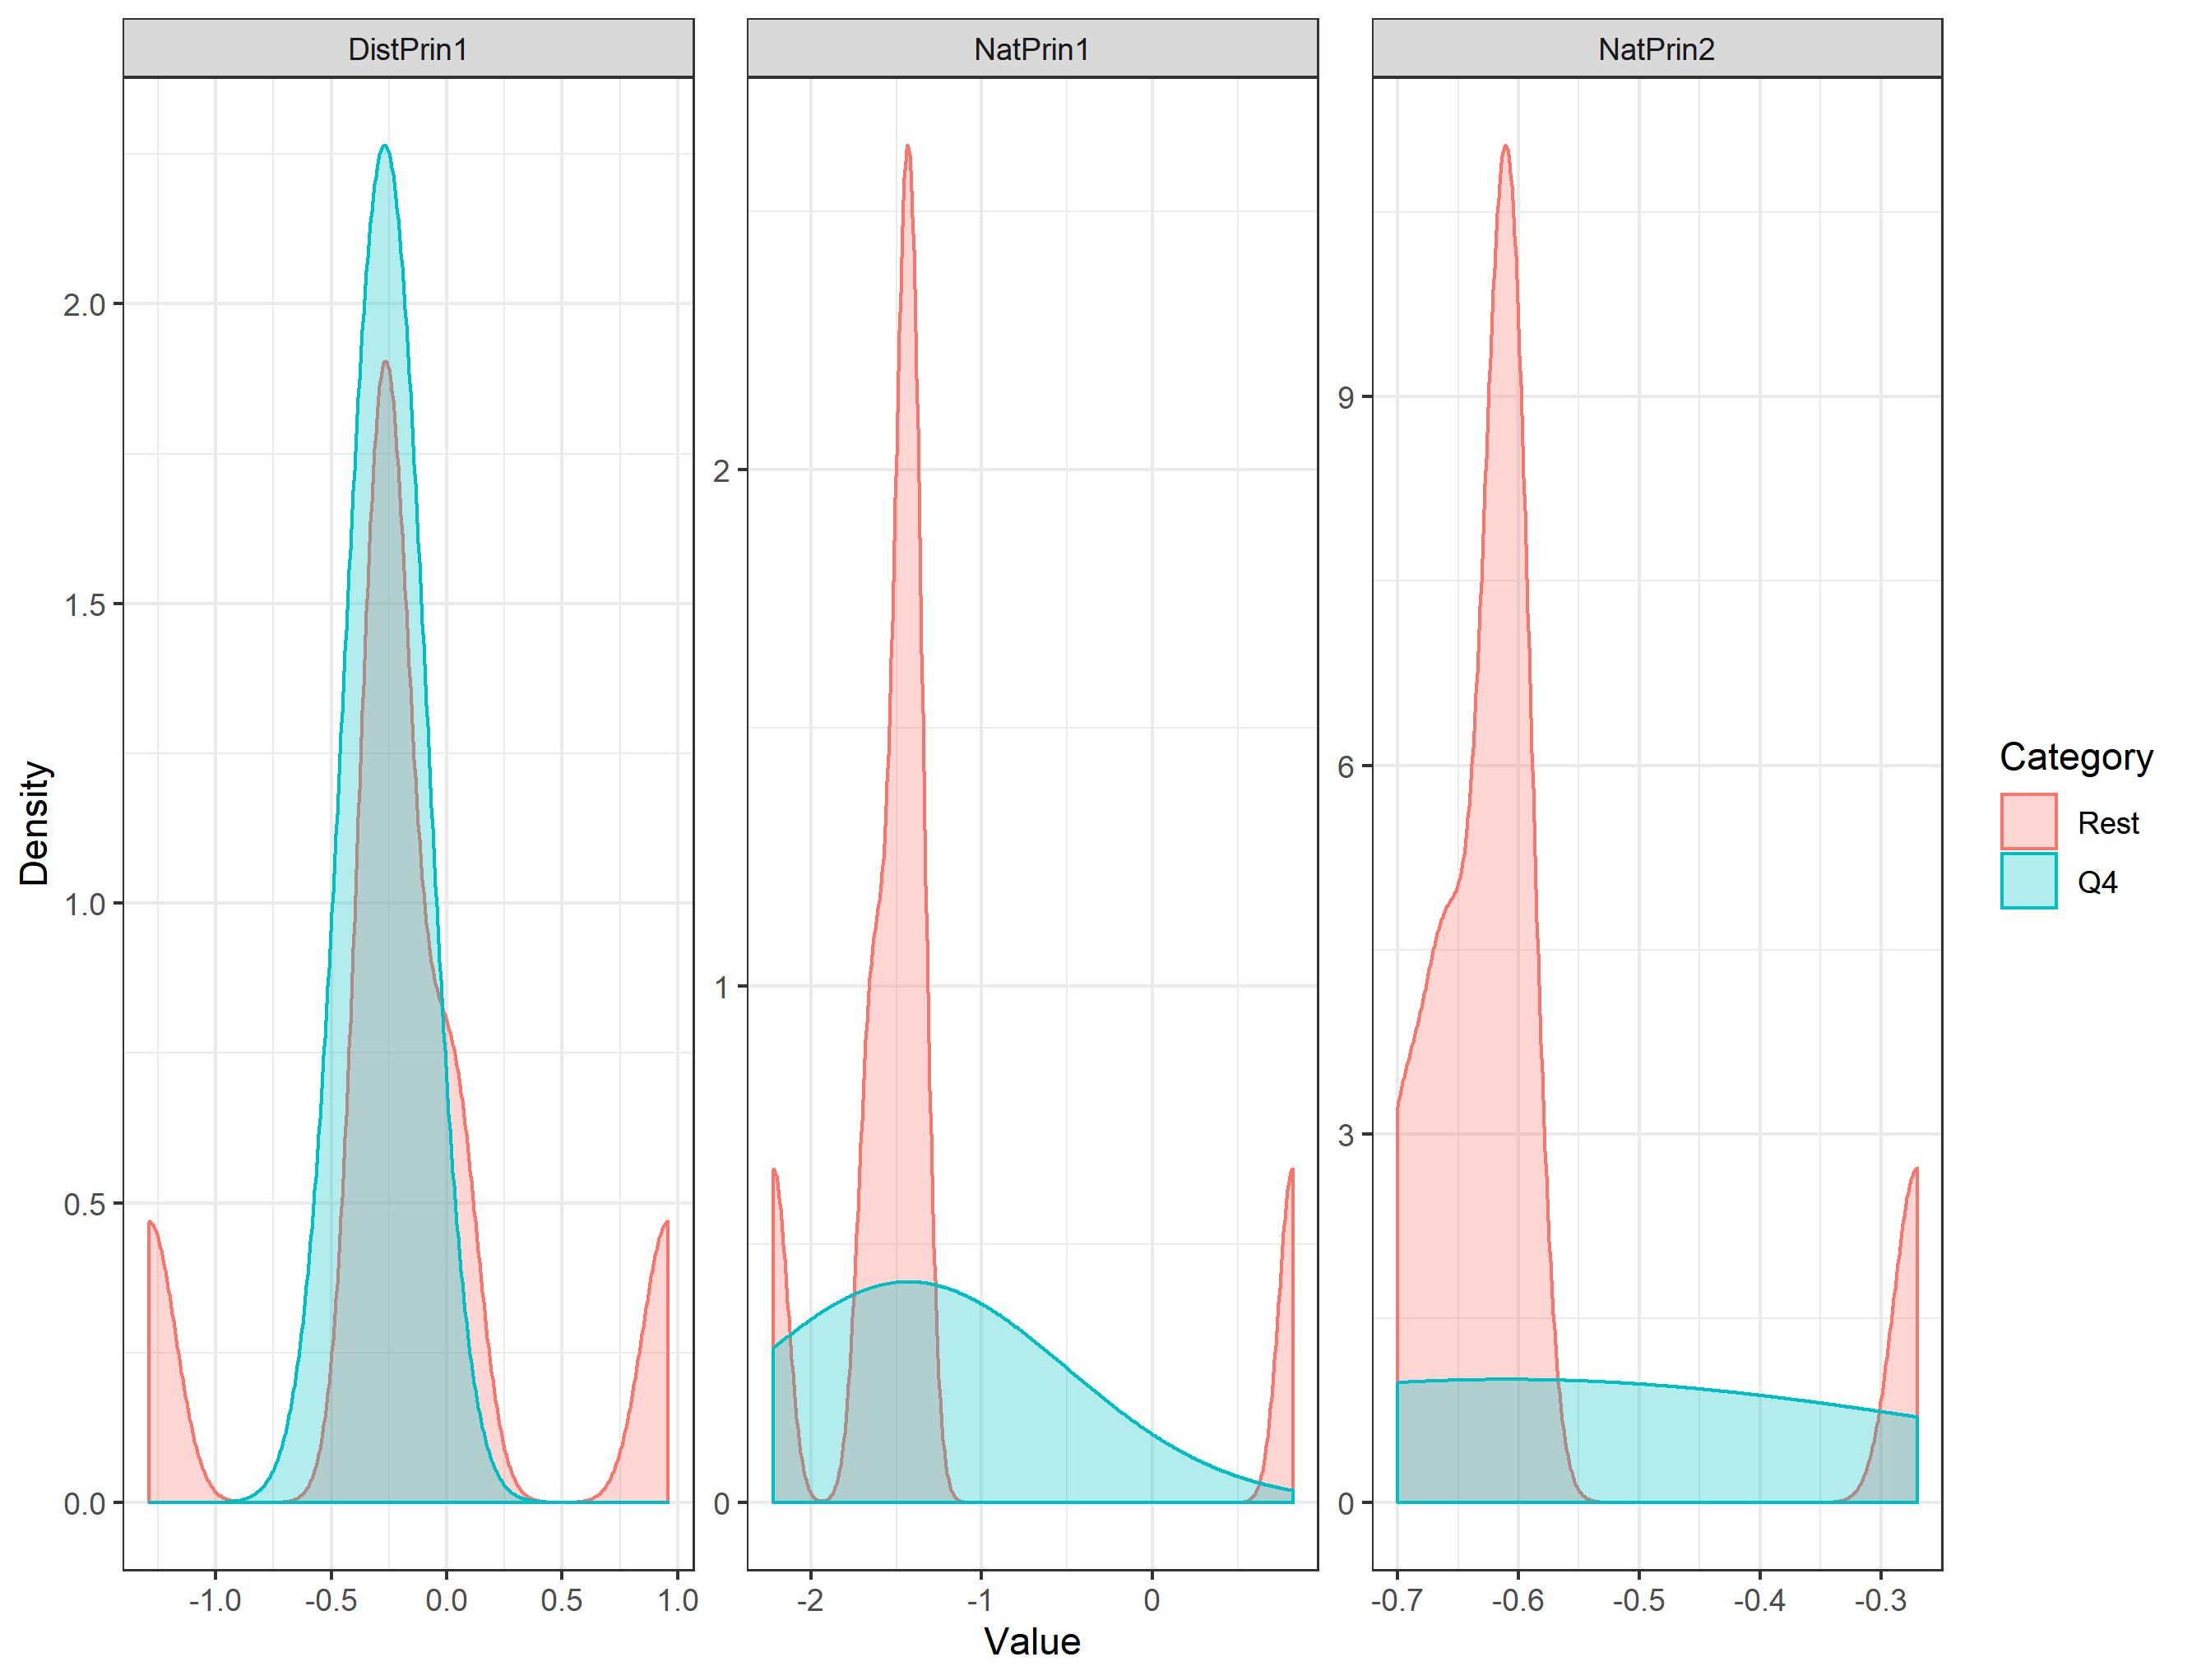 DistPrin1 NatPrin1 NatPrin2
Density
2.0
1.5
1.0
0.5
0.0
2
1
0
9
6
3
0
-1.0 -0.5 0.0 0.5 1.0
-2 -1 0
-0.7 -0.6 -0.5 -0.4 -0.3
Value
Category
Rest
Q4